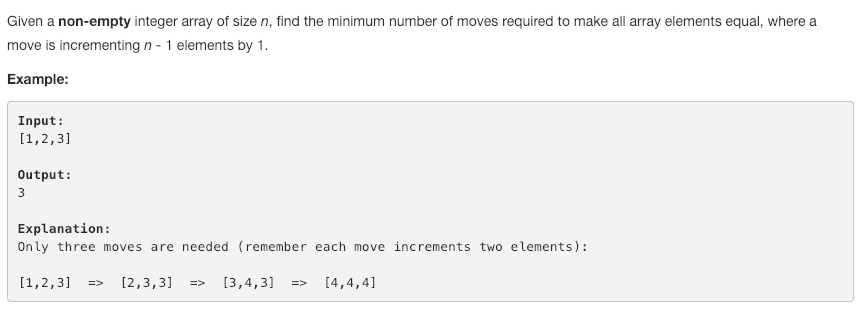 Given a non-empty integer array of size n, find the minimum number of moves required to make all array elements equal, where a
move is incrementing n - 1 elements by 1.
Example:
Input:
[1,2,3]
Output:
3
Explanation:
Only three moves are needed (remember each move increments two elements):
[1,2,3]  =>  [2,3,3]  =>  [3,4,3]  =>  [4,4,4]